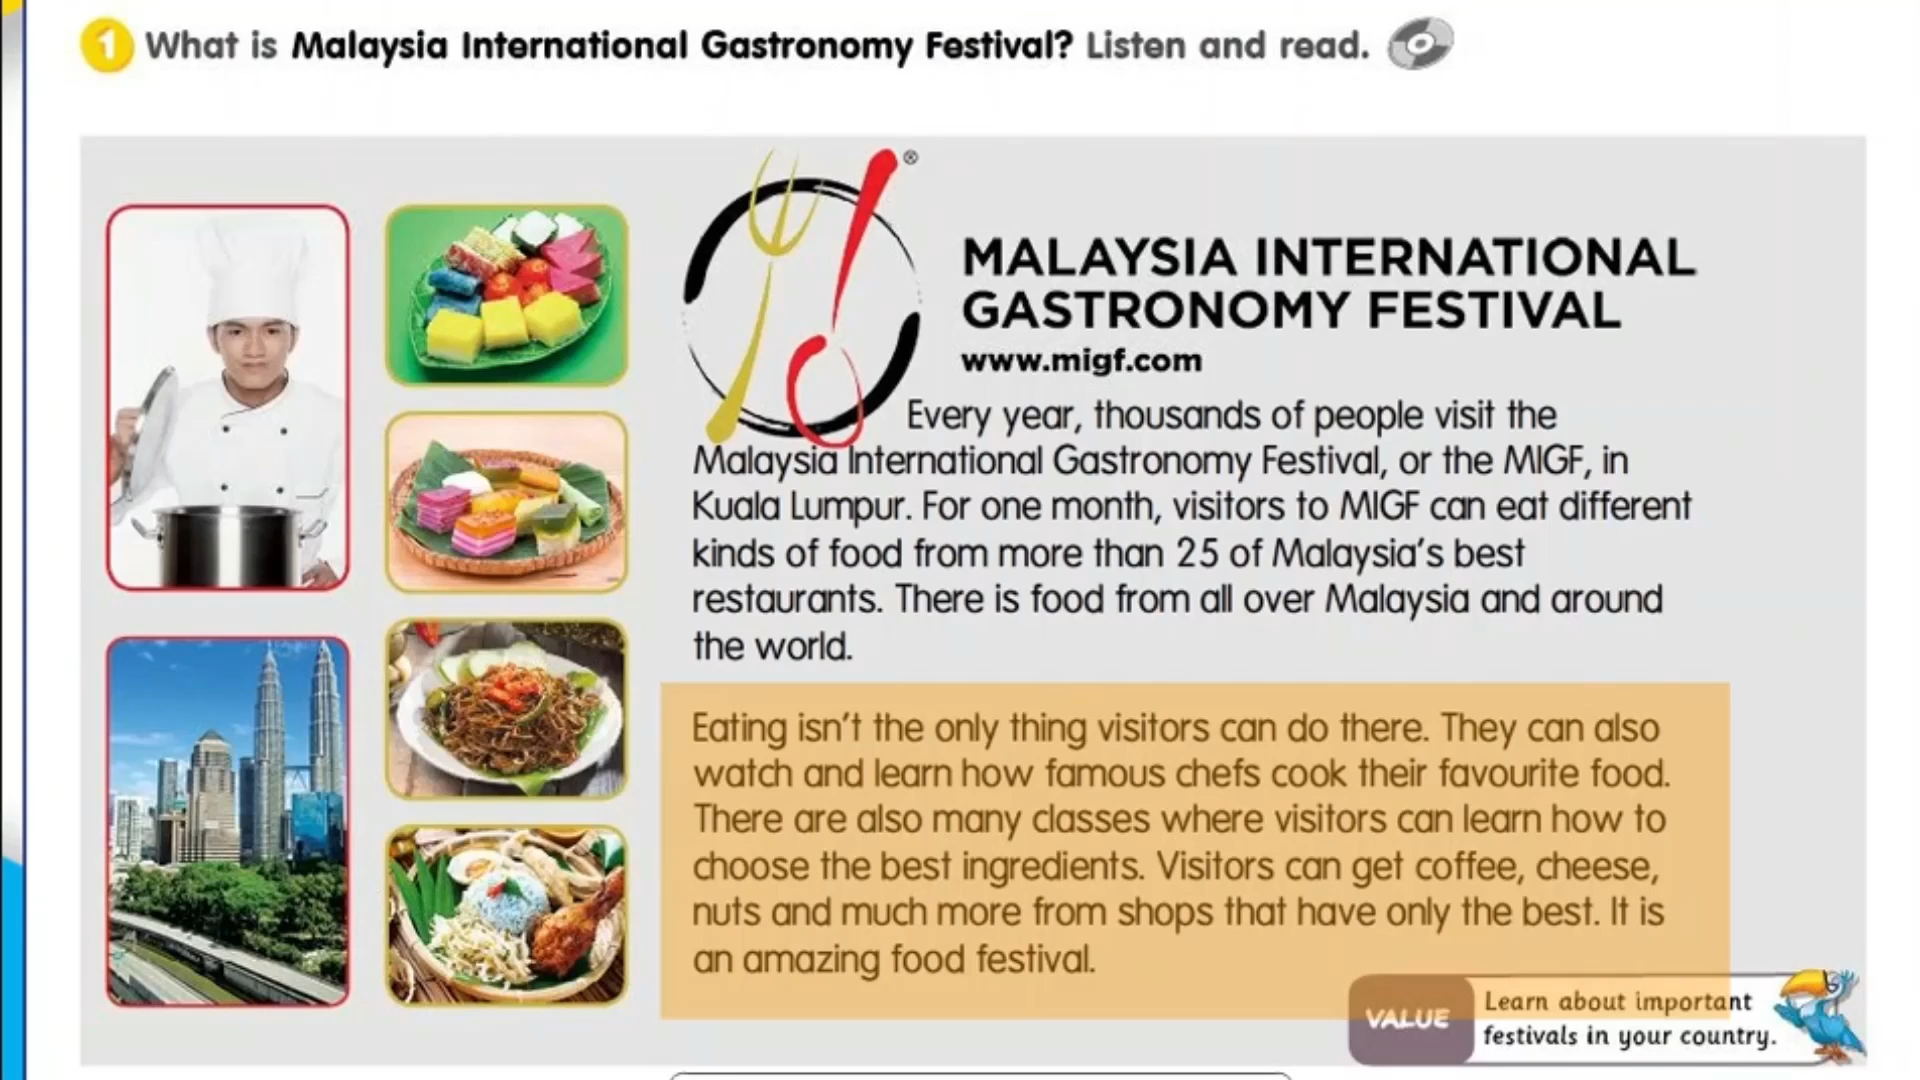 1 What is Malaysia International Gastronomy Festival? Listen and read.
®
MALAYSIA INTERNATIONAL
GASTRONOMY FESTIVAL
www.migf.com
Every year, thousands of people visit the
Malaysia International Gastronomy Festival, or the MIGF, in
Kuala Lumpur. For one month, visitors to MIGF can eat different
kinds of food from more than 25 of Malaysia's best
restaurants. There is food from all over Malaysia and around
the world.
Eating isn't the only thing visitors can do there. They can also
watch and learn how famous chefs cook their favourite food.
There are also many classes where visitors can learn how to
choose the best ingredients. Visitors can get coffee, cheese,
nuts and much more from shops that have only the best. It is
an amazing food festival.
VALUE
Learn about important
festivals in your country.